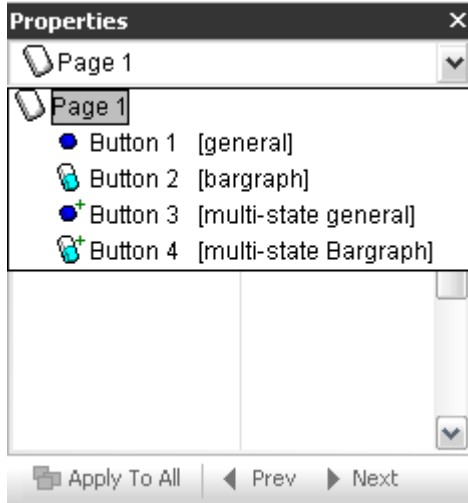 Properties
Page 1
Page 1
Button 1 [general]
Button 2 [bargraph]
Button 3 [multi-state general]
Button 4 [multi-state Bargraph]
Apply To All Prev Next